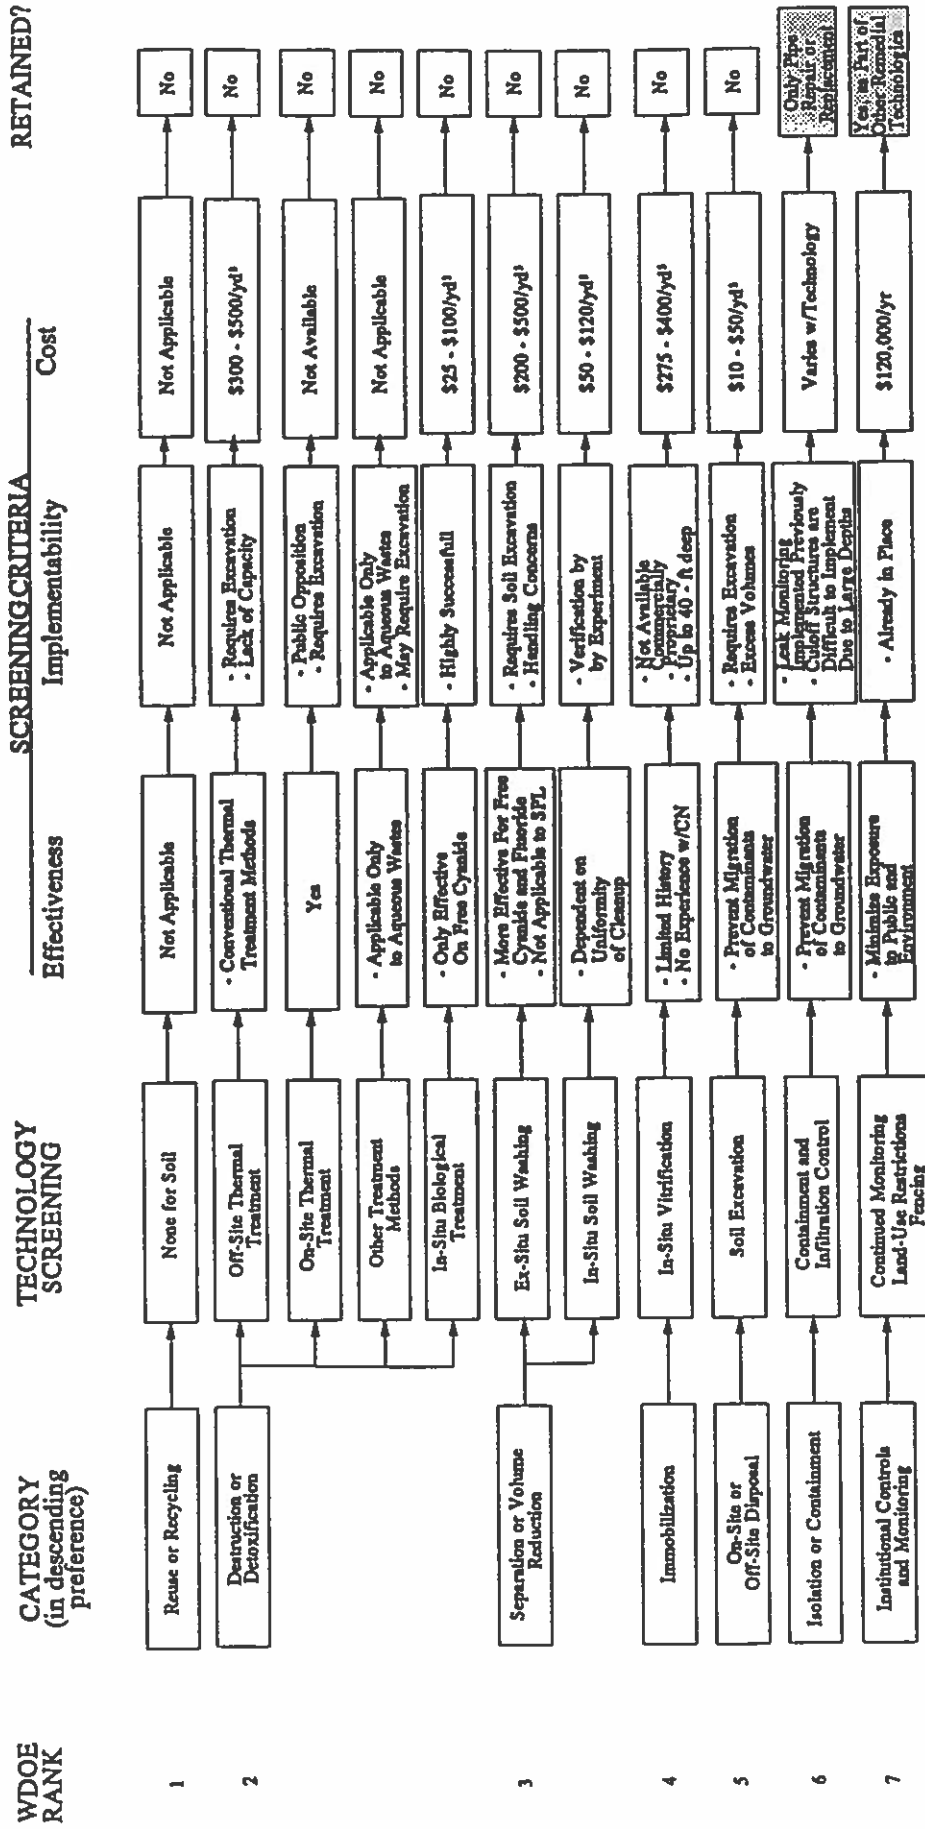 WDOE
RANK
CATEGORY
(in descending
preference)
TECHNOLOGY
SCREENING
SCREENINGCRITERIA
Effectiveness
Implementability
Cost
RETAINED?
1
Reuse or Recycling
None for Soil
Not Applicable
Not Applicable
Not Applicable
No
2
Destruction or
Detoxification
Off-Site Thermal
Treatment
· Conventional Thermal
Treatment Methods
· Requires Excavation
· Lack of Capacity
$300 - $500/yd³
No
On-Site Thermal
Treatment
Yes
· Public Opposition
· Requires Excavation
Not Available
No
Other Treatment
Methods
· Applicable Only
to Aqueous Wastes
· Applicable Only
to Aqueous Wastes
· May Require Excavation
Not Applicable
No
In-Situ Biological
Treatment
· Only Effective
On Free Cyanide
· Highly Successfull
$25 - $100/yd³
No
3
Separation or Volume
Reduction
Ex-Situ Soil Washing
· More Effective For Free
Cyanide and Fluoride
· Not Applicable to SPL
· Requires Soil Excavation
· Handling Concerns
$200 - $500/yd³
No
In-Situ Soil Washing
· Dependent on
Uniformity
of Cleanup
· Verification by
by Experiment
$50 - $120/yd³
No
4
Immobilization
In-Situ Vitrification
· Limited History
· No Experience w/CN
· Not Available
Commercially
· Propietary
· Up to 40 - ft deep
$275 - $400/yd³
No
5
On-Site or
Off-Site Disposal
Soil Excavation
· Prevent Migration
of Contaminants
to Groundwater
· Requires Excavation
· Excess Volumes
$10 - $50/yd³
No
6
Isolation or Containment
Containment and
Infiltration Control
· Prevent Migration
of Contaminants
to Groundwater
· Leak Monitoring
Implemented Previously
· Cutoff Structures are
Difficult to Implement
Due to Large Depths
Varies w/Technology
Only Pipe
Repair or
Replacement
7
Institutional Controls
and Monitoring
Continued Monitoring
Land-Use Restrictions
Fencing
· Minimize Exposure
to Public and
Environment
· Already in Place
$120,000/yr
Yes, as Part of
Other Remedial
Technologies